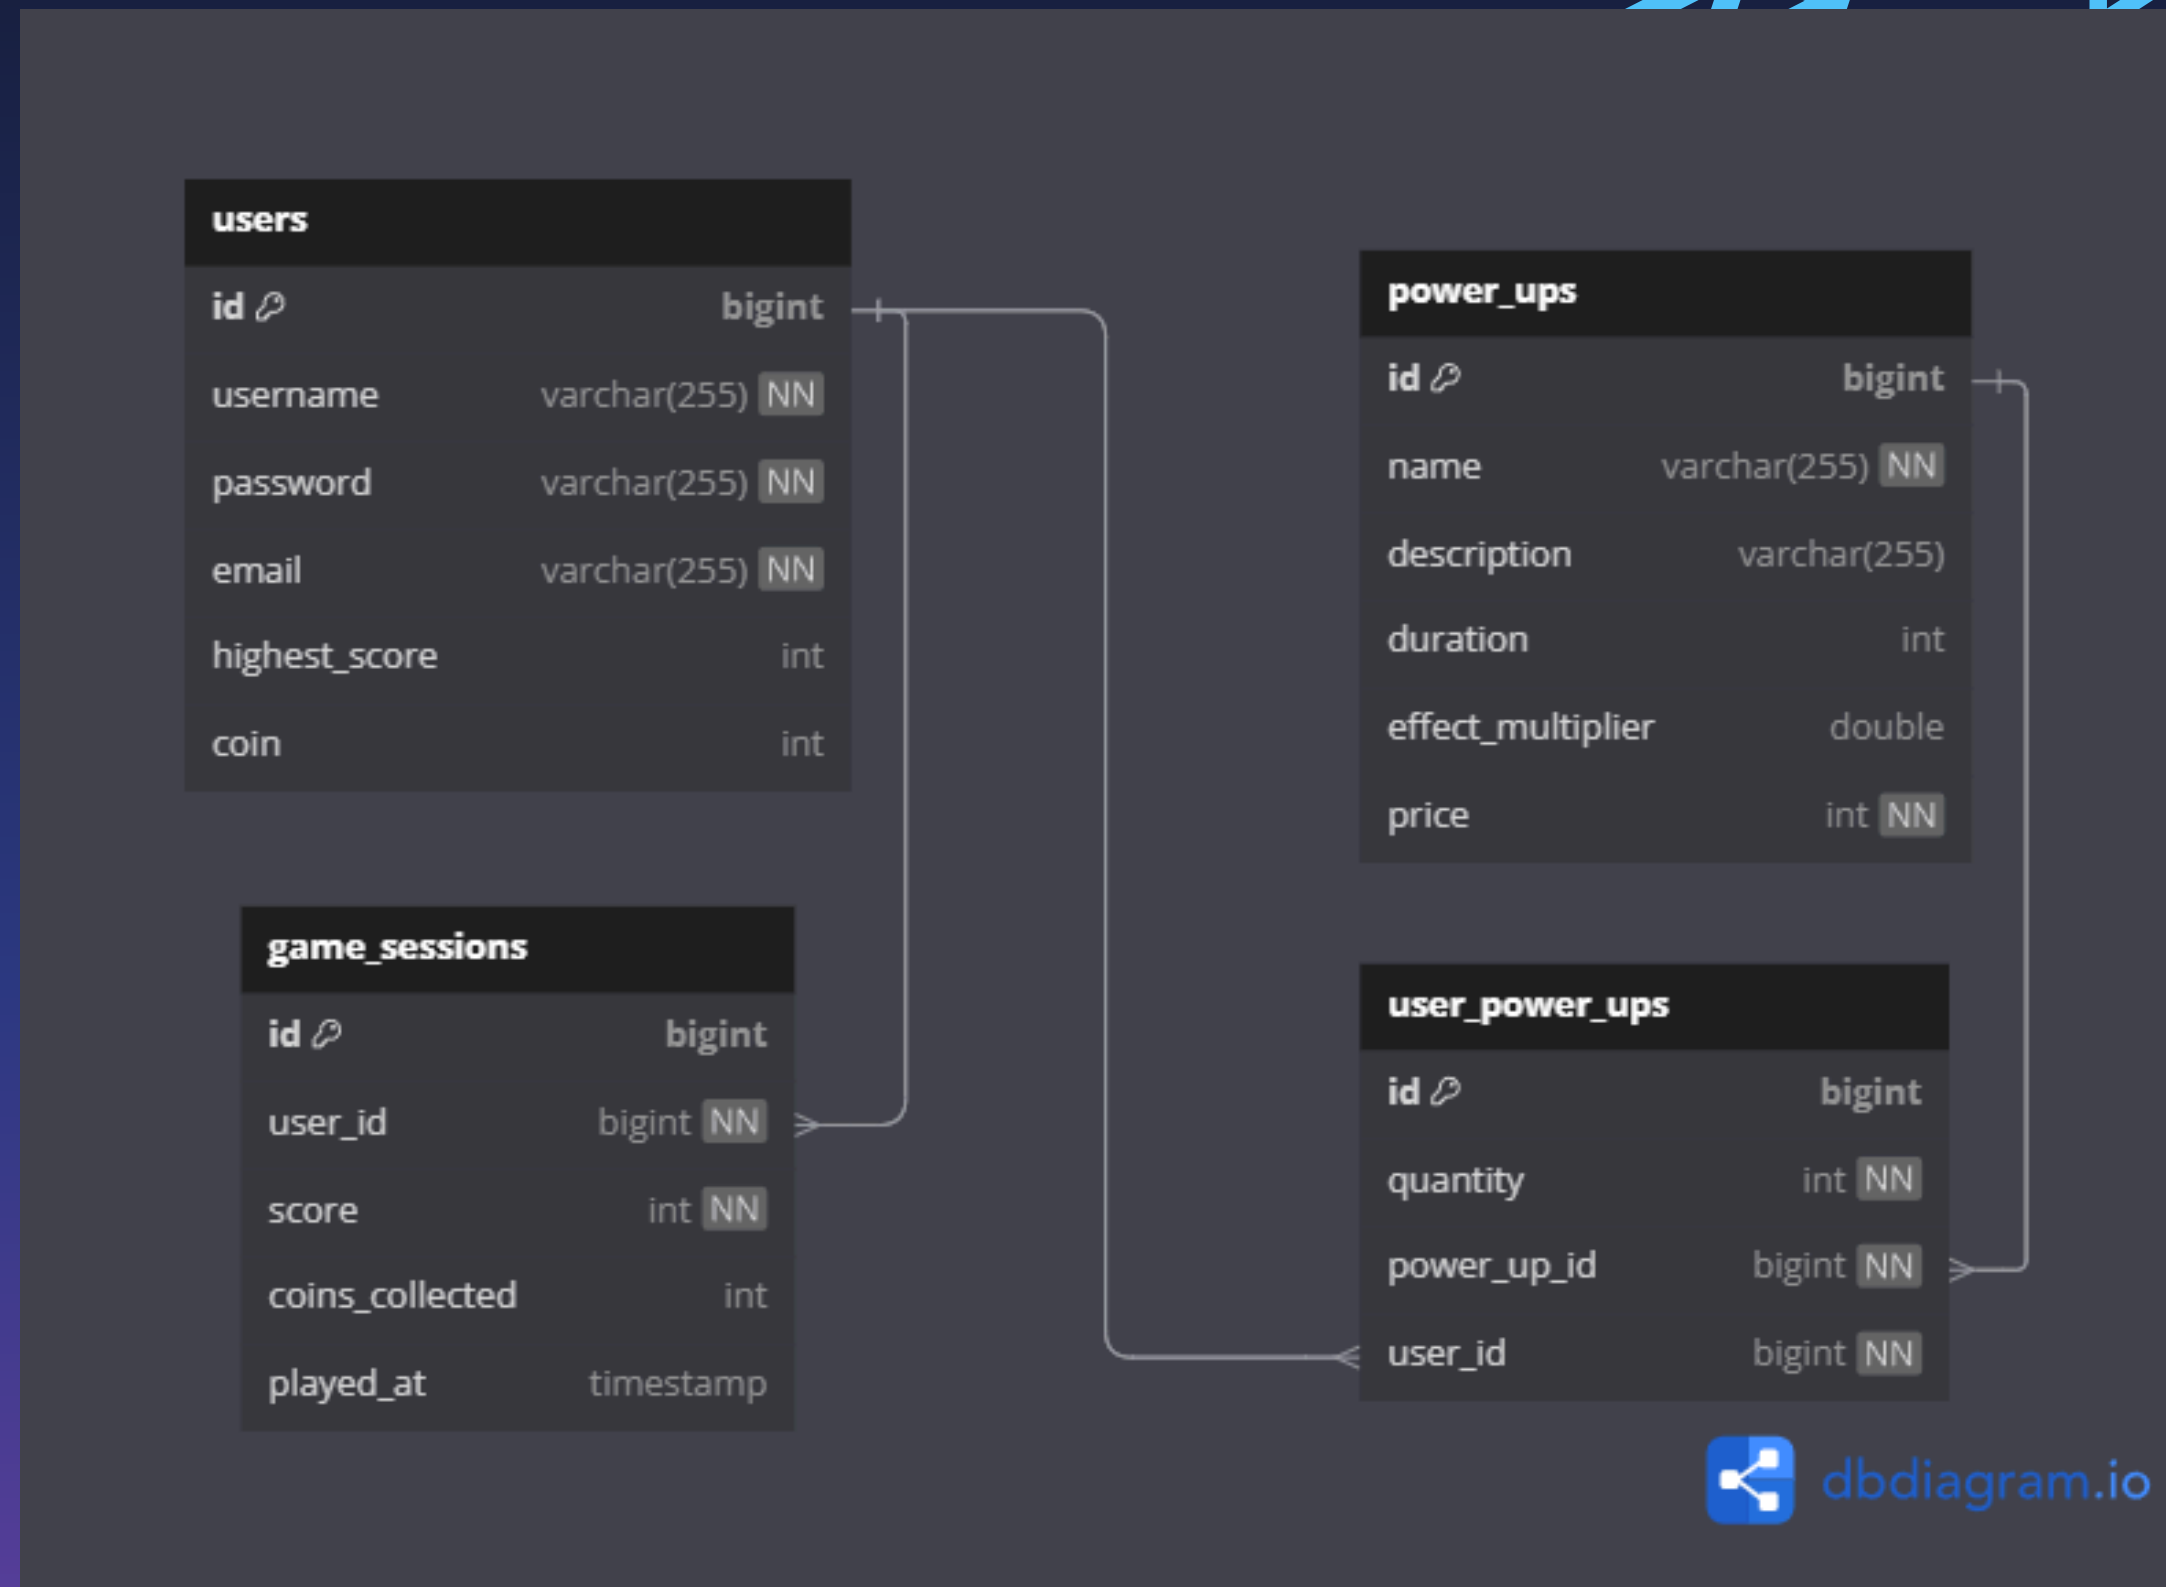 users
id bigint
username varchar(255) NN
password varchar(255) NN
email varchar(255) NN
highest_score int
coin int
game_sessions
id bigint
user_id bigint NN
score int NN
coins_collected int
played_at timestamp
power_ups
id bigint
name varchar(255) NN
description varchar(255)
duration int
effect_multiplier double
price int NN
user_power_ups
id bigint
quantity int NN
power_up_id bigint NN
user_id bigint NN
dbdiagram.io